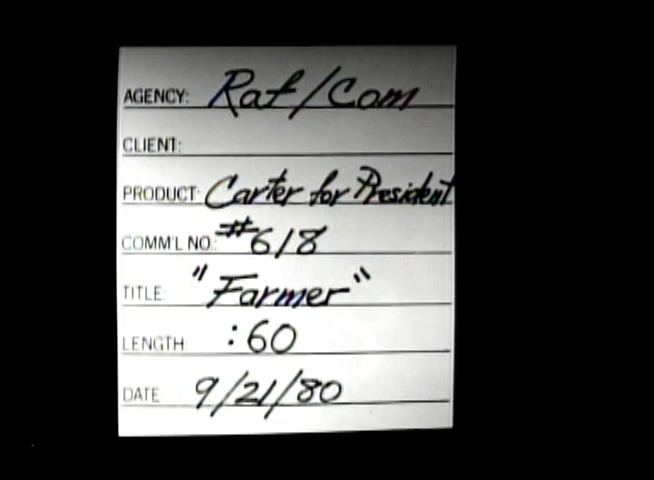 AGENCY: Raf/Com
CLIENT:
PRODUCT: Carter for President
COMM'L NO.: #618
TITLE: "Farmer"
LENGTH: :60
DATE 9/21/80